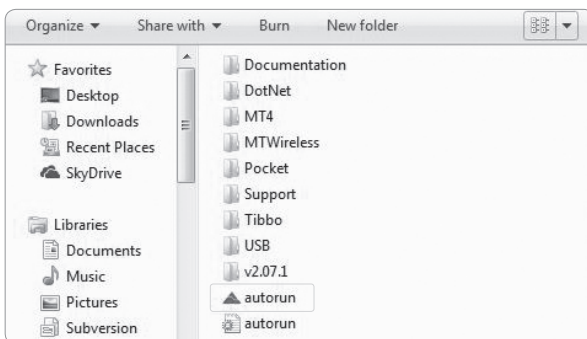 Organize Share with Burn New folder
Favorites
Desktop
Downloads
Recent Places
SkyDrive
Libraries
Documents
Music
Pictures
Subversion
Documentation
DotNet
MT4
MTWireless
Pocket
Support
Tibbo
USB
v2.07.1
autorun
autorun